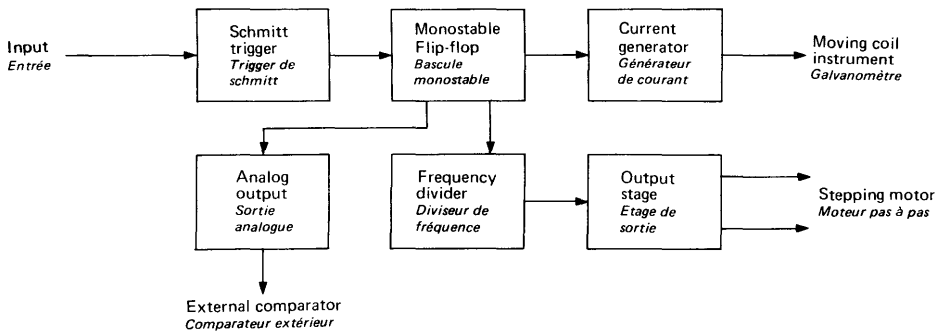 Input
Entrée
Schmitt
trigger
Trigger de
schmitt
Monostable
Flip-flop
Bascule
monostable
Current
generator
Générateur
de courant
Moving coil
instrument
Galvanomètre
Analog
output
Sortie
analogue
Frequency
divider
Diviseur de
fréquence
Output
stage
Etage de
sortie
Stepping motor
Moteur pas à pas
External comparator
Comparateur extérieur